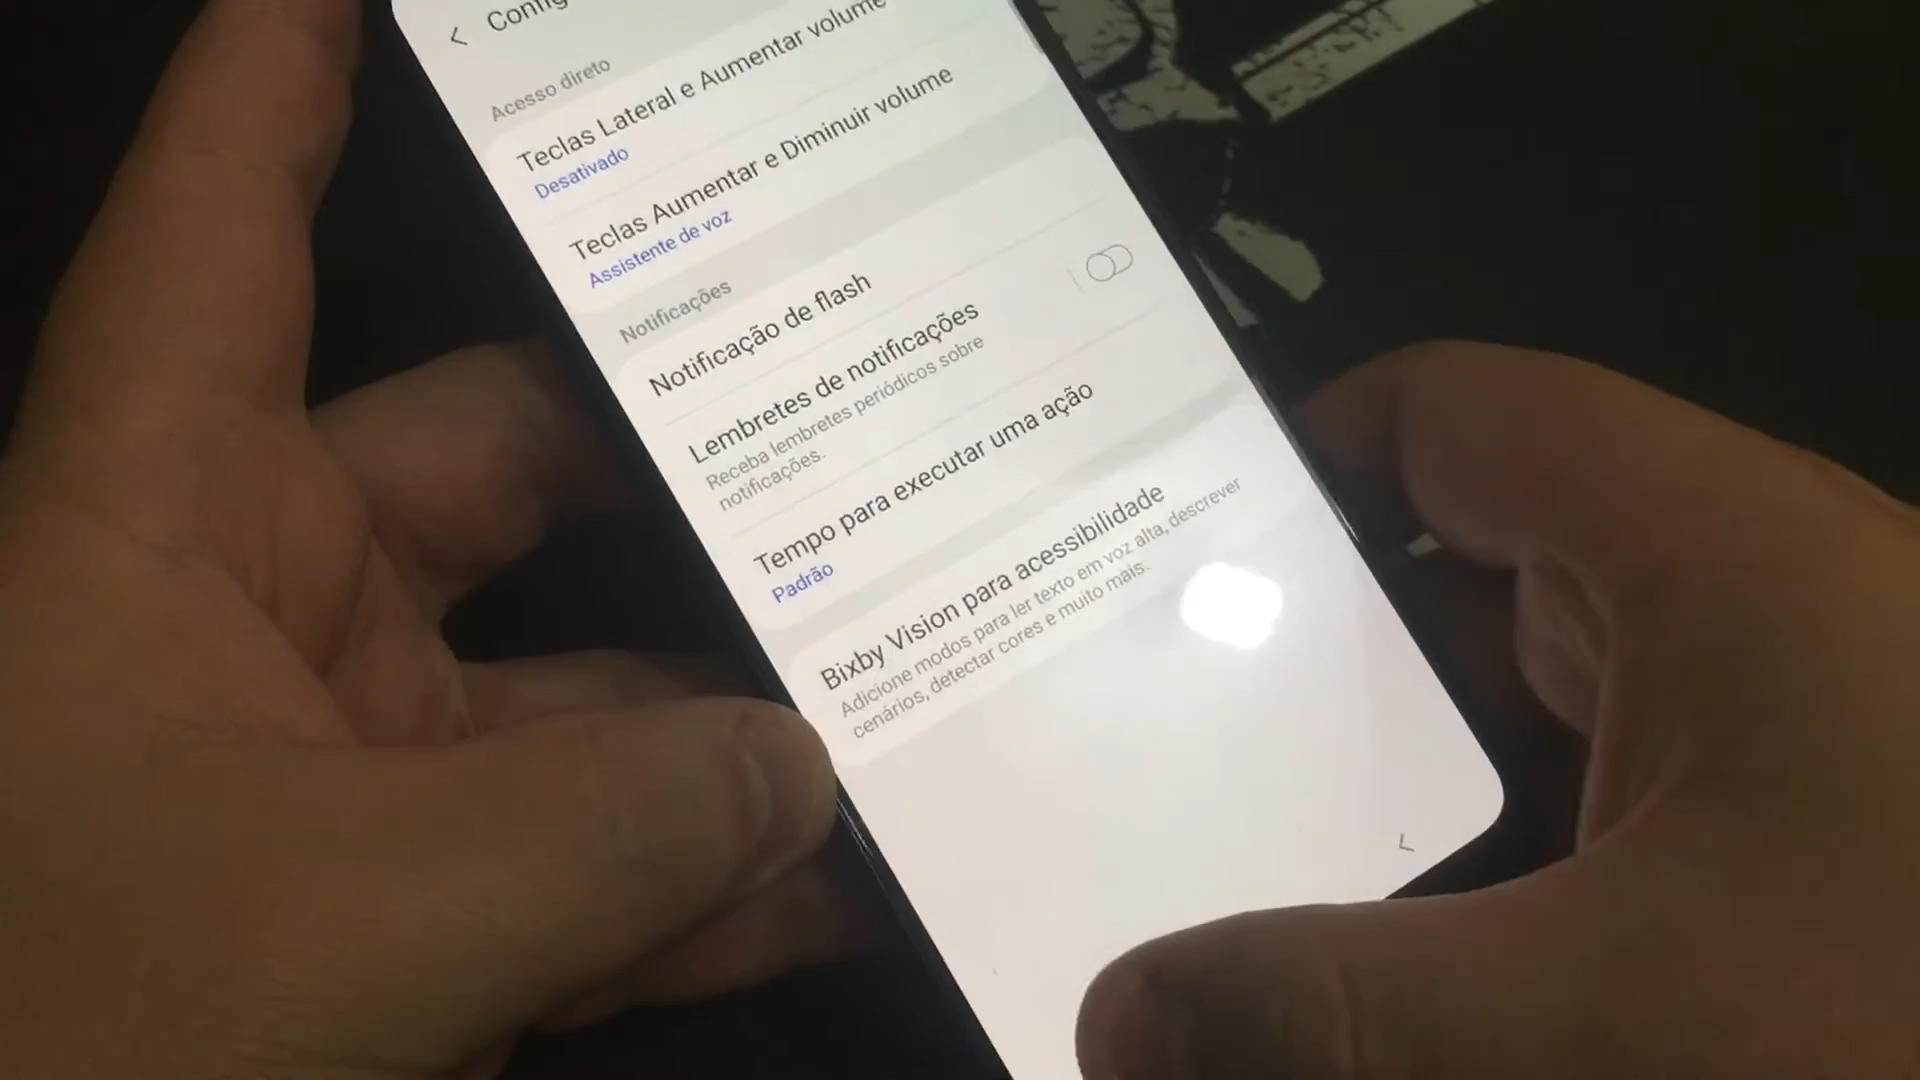 Acesso direto
Teclas Lateral e Aumentar volume
Desativado
Teclas Aumentar e Diminuir volume
Assistente de voz
Notificações
Notificação de flash
Lembretes de notificações
Receba lembretes periódicos sobre
notificações.
Tempo para executar uma ação
Padrão
Bixby Vision para acessibilidade
Adicione modos para ler texto em voz alta, descrever
cenários, detectar cores e muito mais.